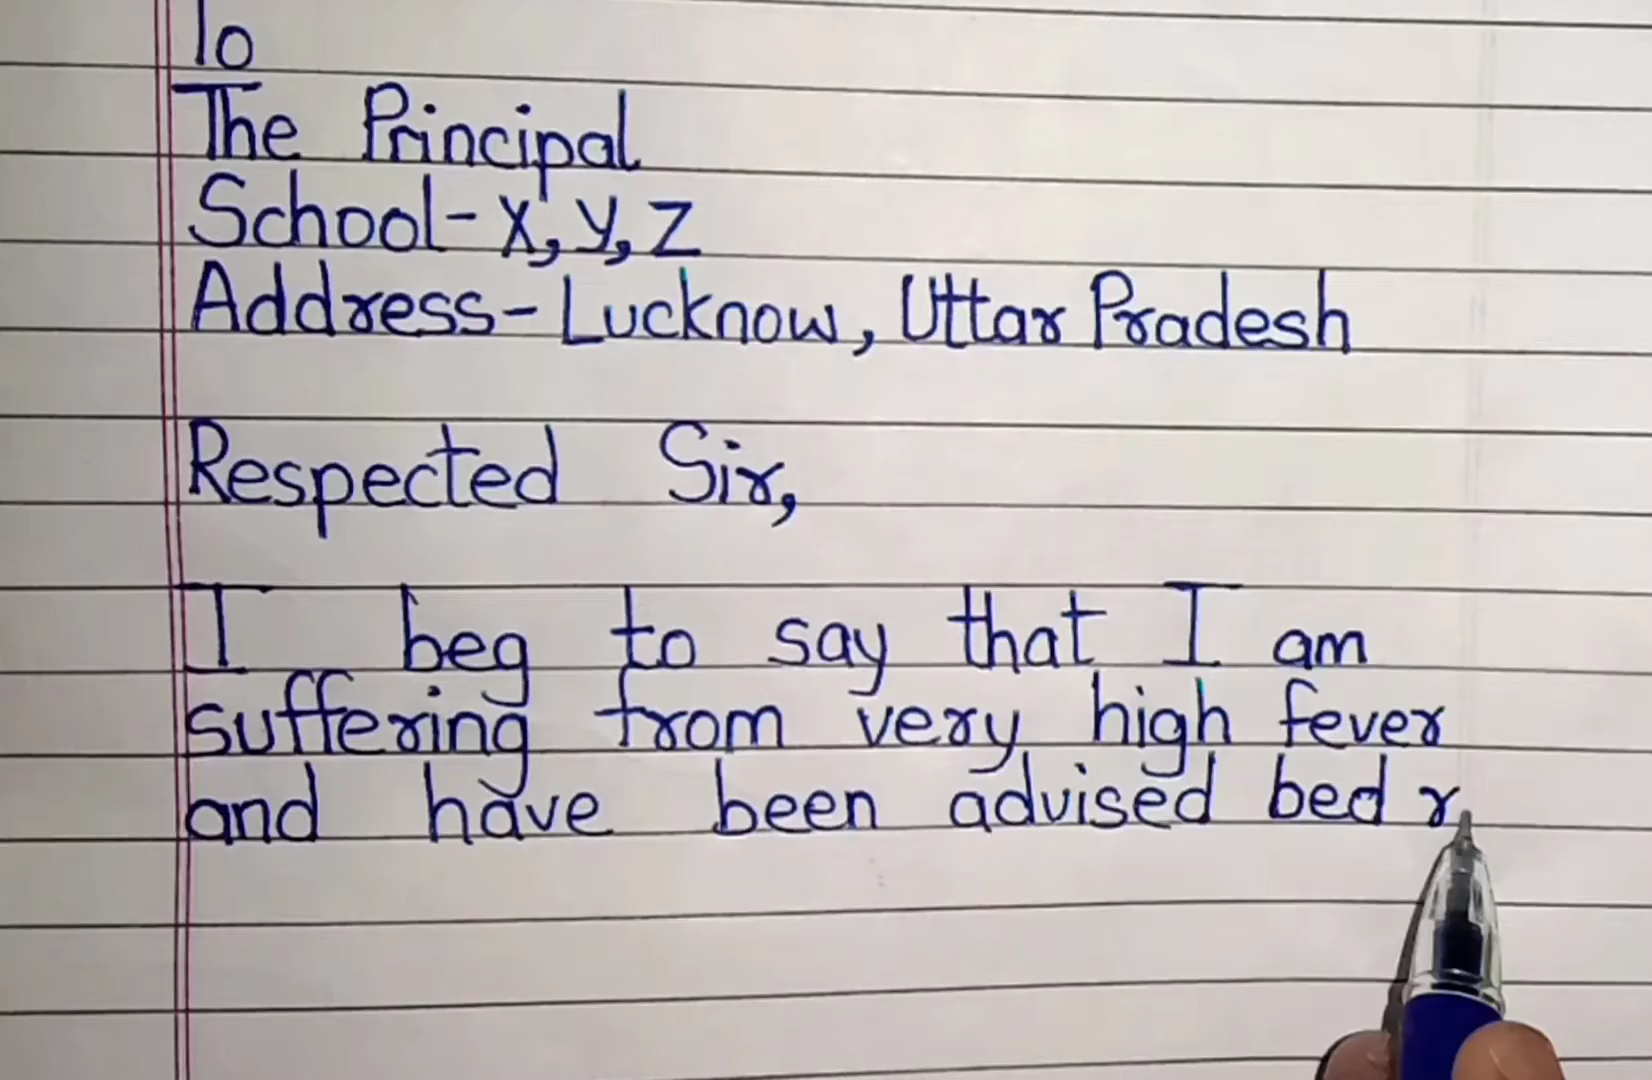 To
The Principal
School-X, Y, Z
Address-Lucknow, Uttar Pradesh
Respected Sir,
I beg to say that I am
suffering from very high fever
and have been advised bed r